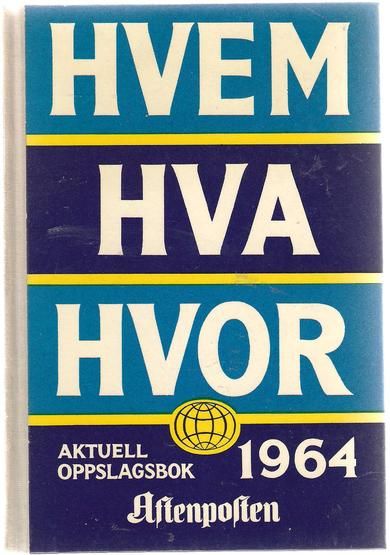 HVEM
HVA
HVOR
AKTUELL
OPPSLAGSBOK
1964
Aftenposten